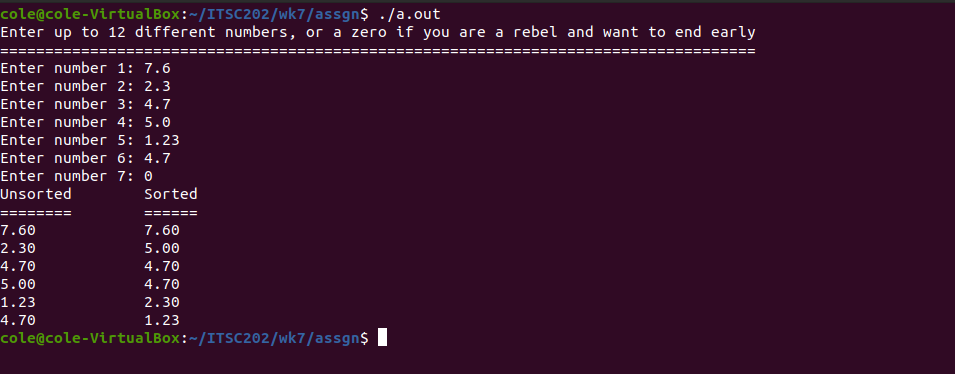 cole@cole-VirtualBox:~/ITSC202/wk7/assgn$ ./a.out
Enter up to 12 different numbers, or a zero if you are a rebel and want to end early
====================================================================================
Enter number 1: 7.6
Enter number 2: 2.3
Enter number 3: 4.7
Enter number 4: 5.0
Enter number 5: 1.23
Enter number 6: 4.7
Enter number 7: 0
Unsorted        Sorted
========        ======
7.60            7.60
2.30            5.00
4.70            4.70
5.00            4.70
1.23            2.30
4.70            1.23
cole@cole-VirtualBox:~/ITSC202/wk7/assgn$